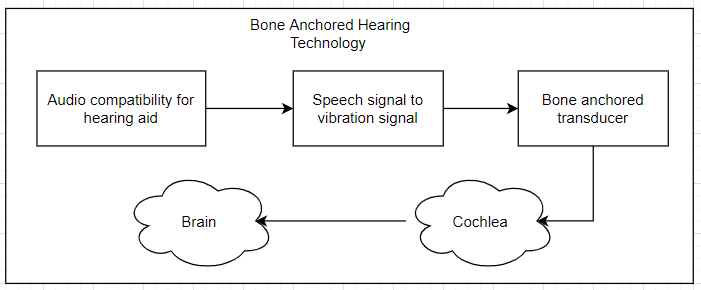 Bone Anchored Hearing
Technology
Audio compatibility for
hearing aid
Speech signal to
vibration signal
Bone anchored
transducer
Brain
Cochlea